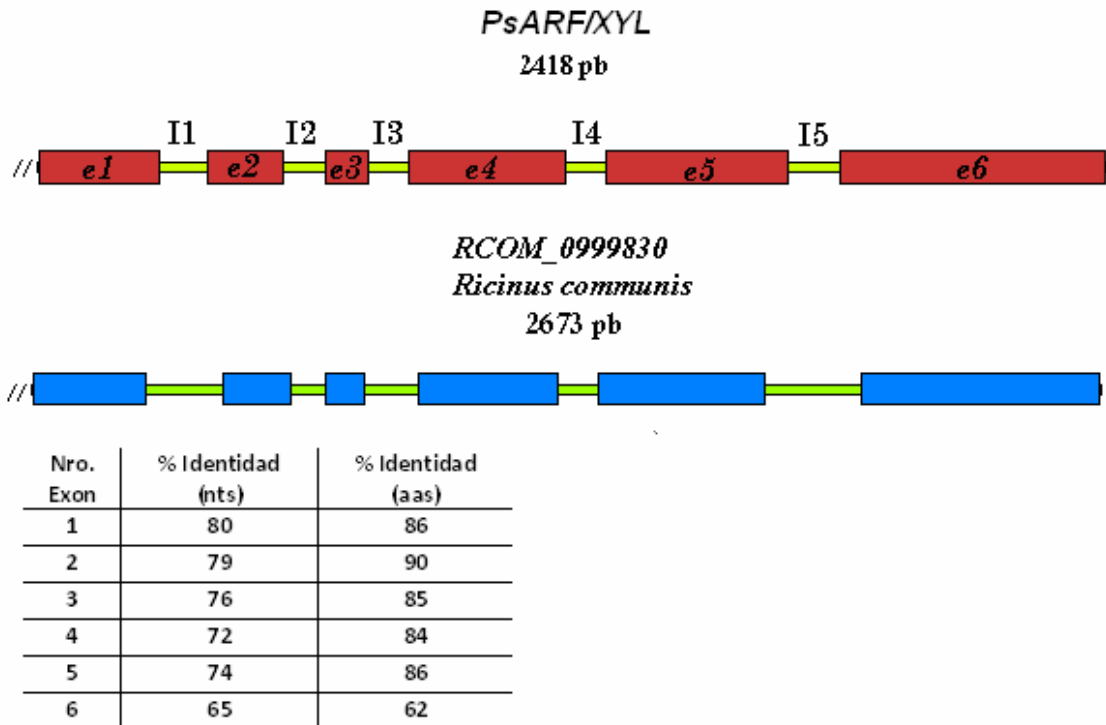 PsARF/XYL
2418 pb
I1 I2 I3 I4 I5
// e1 e2 e3 e4 e5 e6
RCOM_0999830
Ricinus communis
2673 pb
//
Nro. Exon % Identidad (nts) % Identidad (aas)
1 80 86
2 79 90
3 76 85
4 72 84
5 74 86
6 65 62